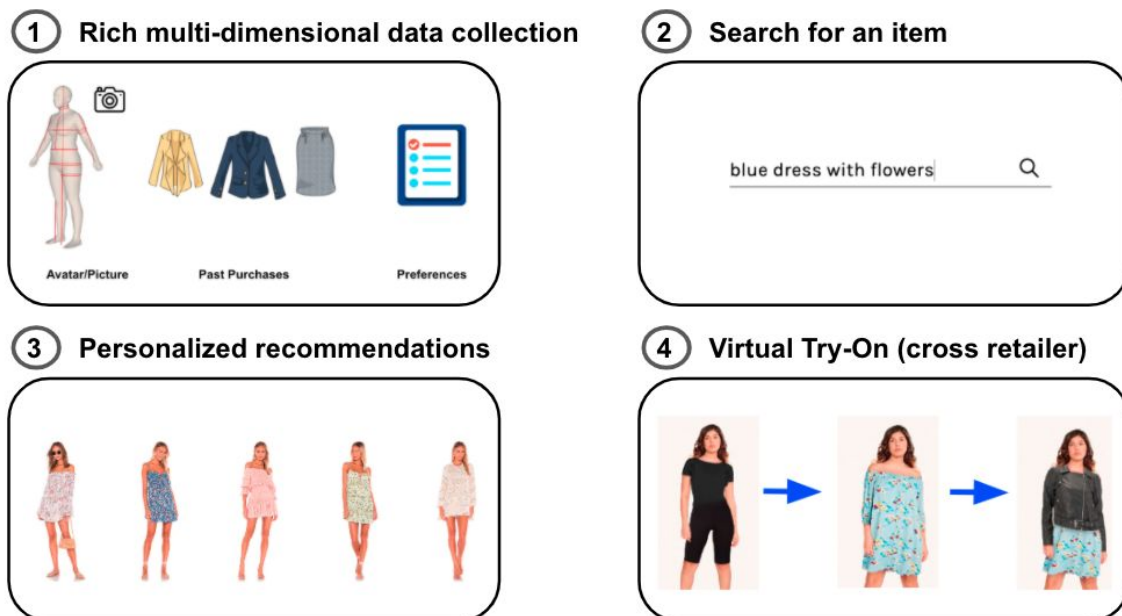 1 Rich multi-dimensional data collection
Avatar/Picture Past Purchases Preferences
2 Search for an item
blue dress with flowers
3 Personalized recommendations
4 Virtual Try-On (cross retailer)